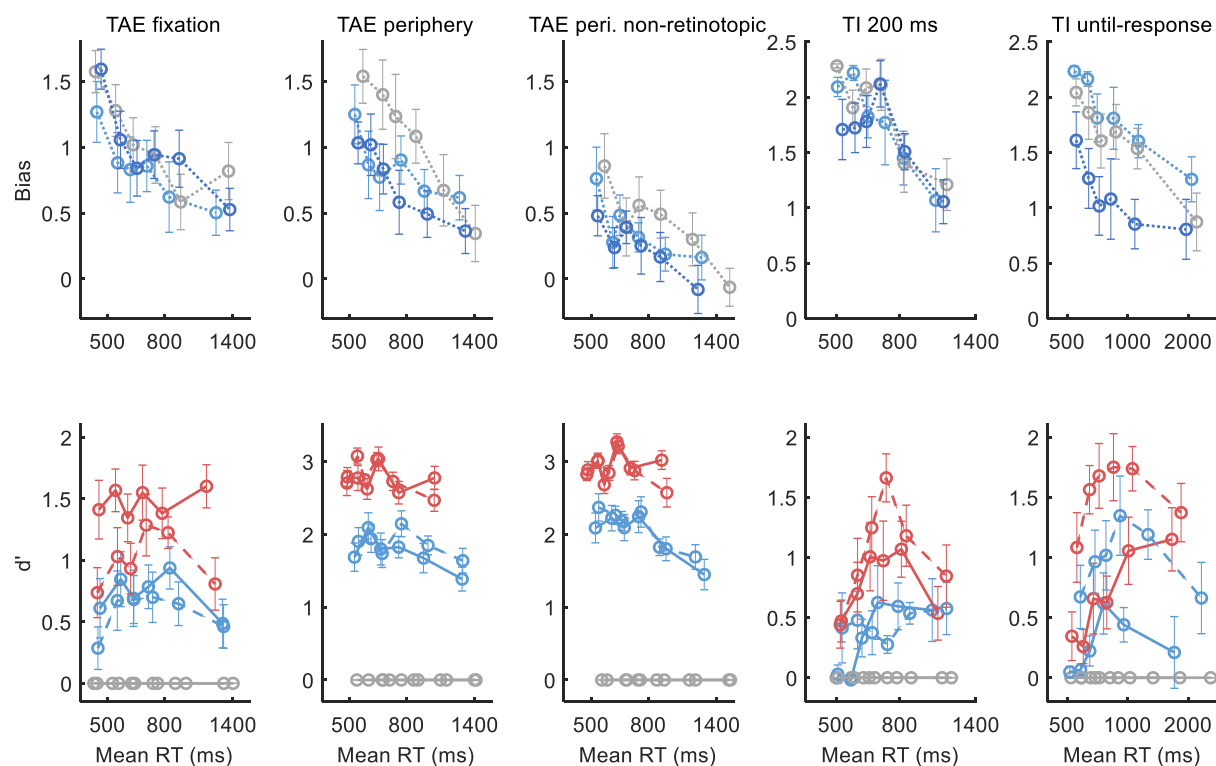 TAE fixation
TAE periphery
TAE peri. non-retinotopic
TI 200 ms
TI until-response
Bias
1.5
1
0.5
0
500 800 1400
1.5
1
0.5
0
500 800 1400
1.5
1
0.5
0
500 800 1400
2.5
2
1.5
1
0.5
0
500 800 1400
2.5
2
1.5
1
0.5
0
500 1000 2000
d'
2
1.5
1
0.5
0
500 800 1400
Mean RT (ms)
3
2
1
0
500 800 1400
Mean RT (ms)
3
2
1
0
500 800 1400
Mean RT (ms)
2
1.5
1
0.5
0
500 800 1400
Mean RT (ms)
2
1.5
1
0.5
0
500 1000 2000
Mean RT (ms)